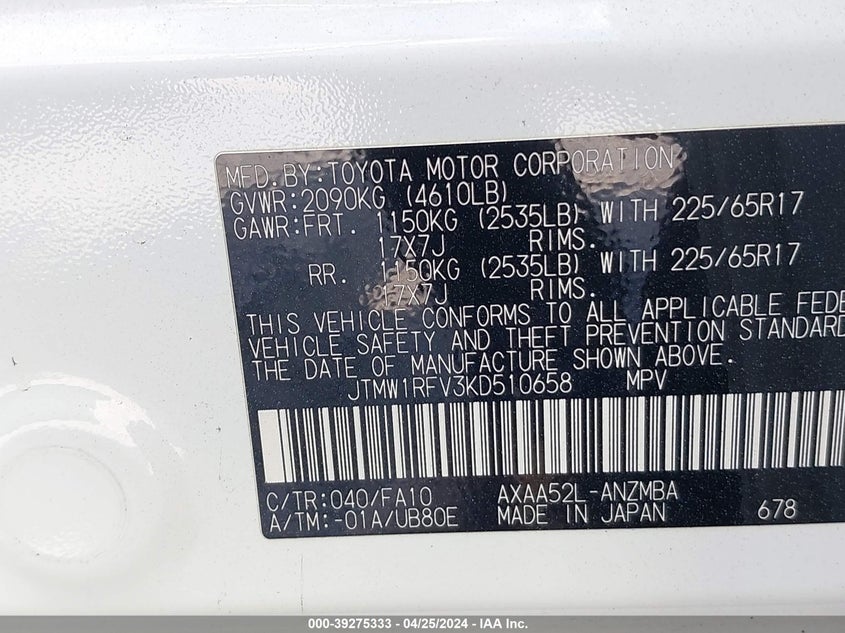 MFD. BY:TOYOTA MOTOR CORPORATION
GVWR:2090KG (4610LB)
GAWR:FRT. 1150KG (2535LB) WITH 225/65R17
17X7J RIMS.
RR. 1150KG (2535LB) WITH 225/65R17
17X7J RIMS.
THIS VEHICLE CONFORMS TO ALL APPLICABLE FEDE
VEHICLE SAFETY AND THEFT PREVENTION STANDARD
THE DATE OF MANUFACTURE SHOWN ABOVE.
JTMW1RFV3KD510658 MPV
C/TR:040/FA10 AXAA52L-ANZMBA
A/TM:-01A/UB80E MADE IN JAPAN 678
000-39275333 - 04/25/2024 - IAA Inc.